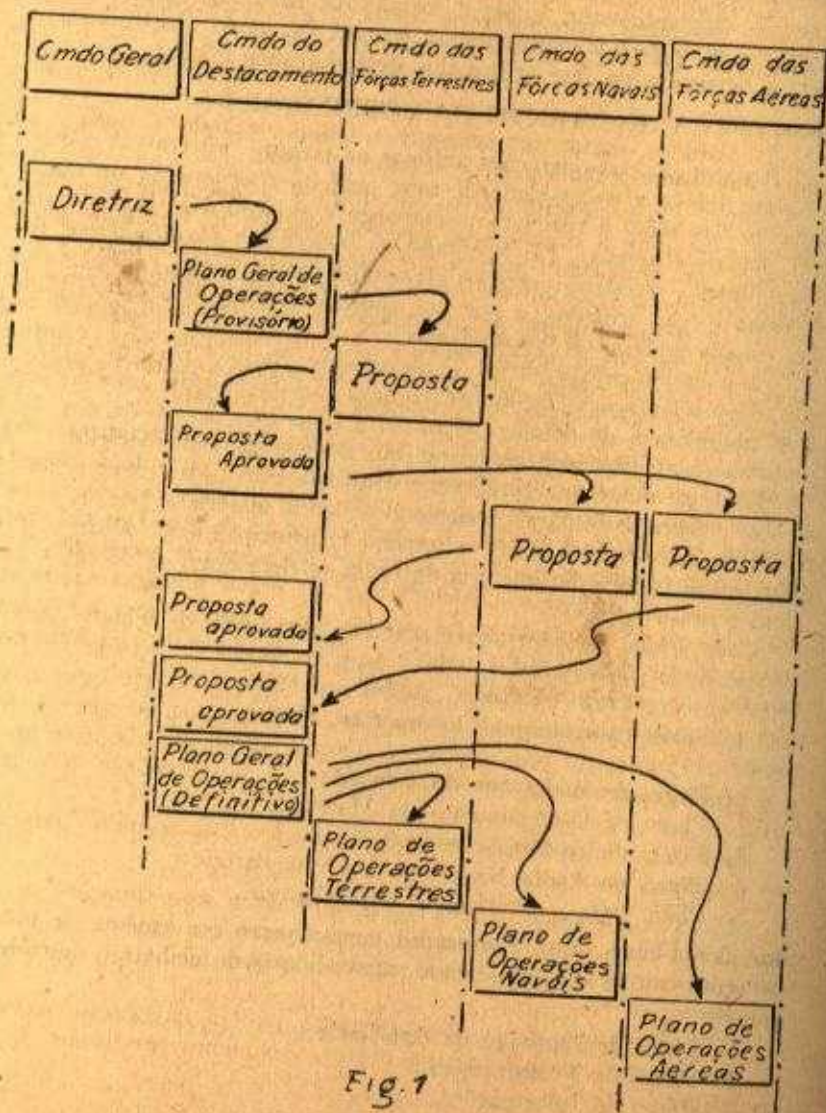 Cmdo Geral
Cmdo do
Destacamento
Cmdo das
Fôrças Terrestres
Cmdo das
Fôrcas Navais
Cmdo das
Fôrças Aéreas
Diretriz
Plano Geral de
Operações
(Provisório)
Proposta
Proposta
Aprovada
Proposta
Proposta
Proposta
aprovada
Proposta
aprovada
Plano Geral
de Operações
(Definitivo)
Plano de
Operações
Terrestres
Plano de
Operações
Navais
Plano de
Operações
Aereas
Fig. 1